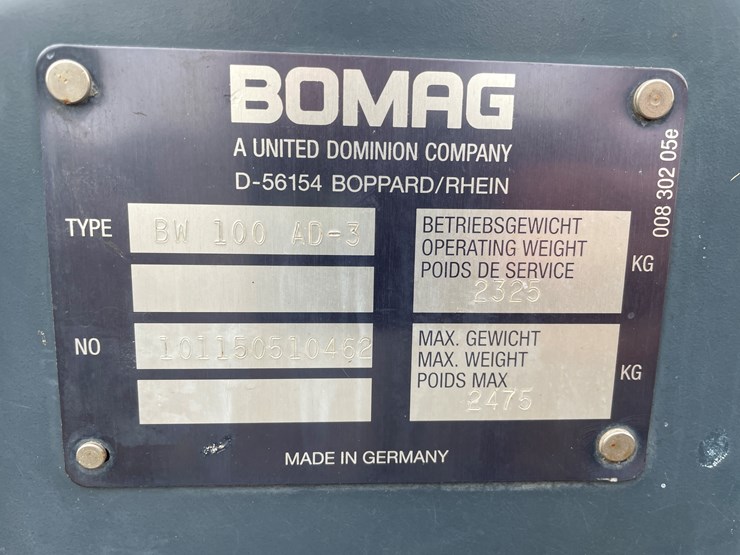 BOMAG
A UNITED DOMINION COMPANY
D-56154 BOPPARD/RHEIN
TYPE BW 100 AD-3
BETRIEBSGEWICHT
OPERATING WEIGHT
POIDS DE SERVICE
2325 KG
NO 101150510462
MAX. GEWICHT
MAX. WEIGHT
POIDS MAX
2475 KG
MADE IN GERMANY
008 302 05e